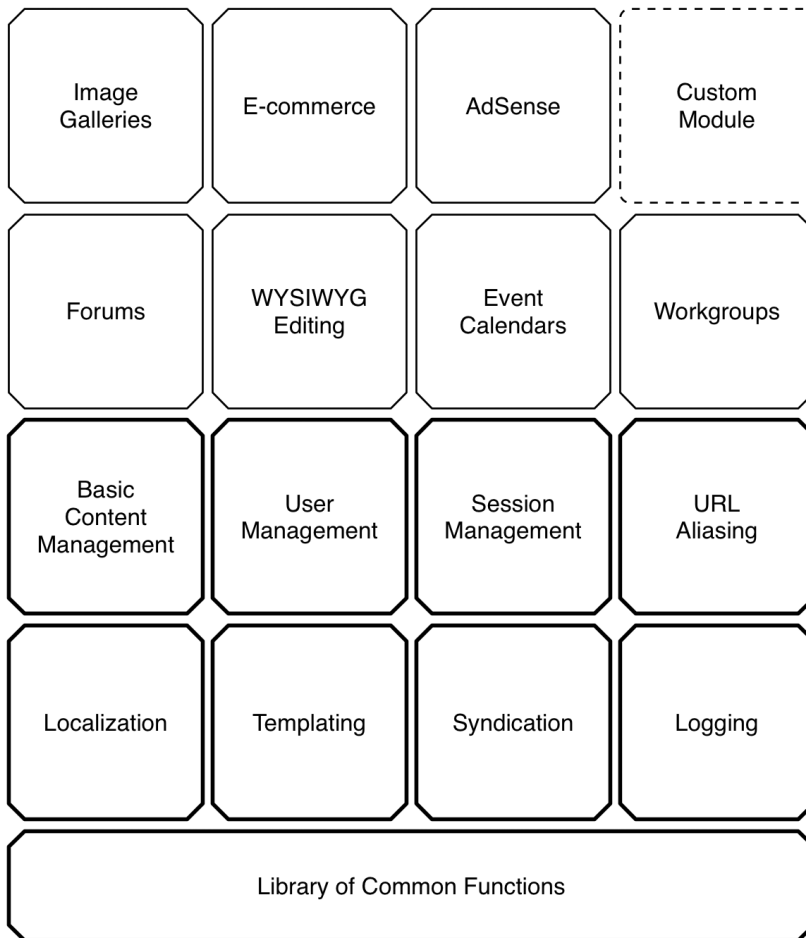 Image
Galleries
E-commerce
AdSense
Custom
Module
Forums
WYSIWYG
Editing
Event
Calendars
Workgroups
Basic
Content
Management
User
Management
Session
Management
URL
Aliasing
Localization
Templating
Syndication
Logging
Library of Common Functions